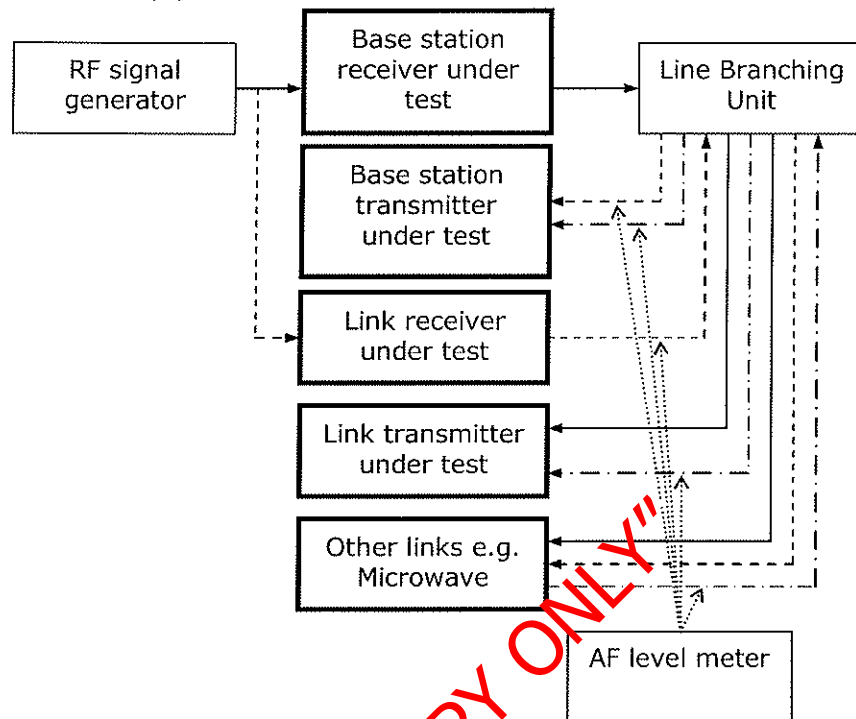 RF signal
generator
Base station
receiver under
test
Line Branching
Unit
Base station
transmitter
under test
Link receiver
under test
Link transmitter
under test
Other links e.g.
Microwave
AF level meter
RY ONLY"